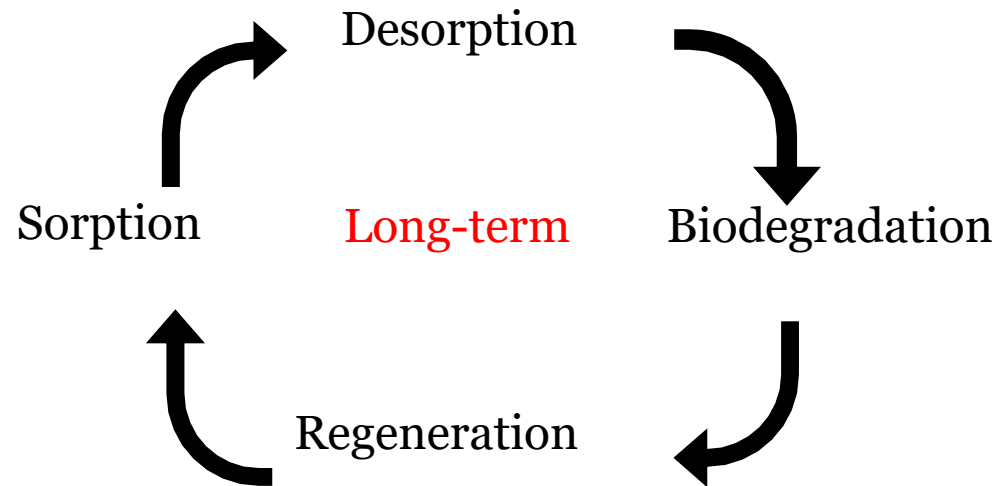 Desorption
Sorption
Long-term
Biodegradation
Regeneration